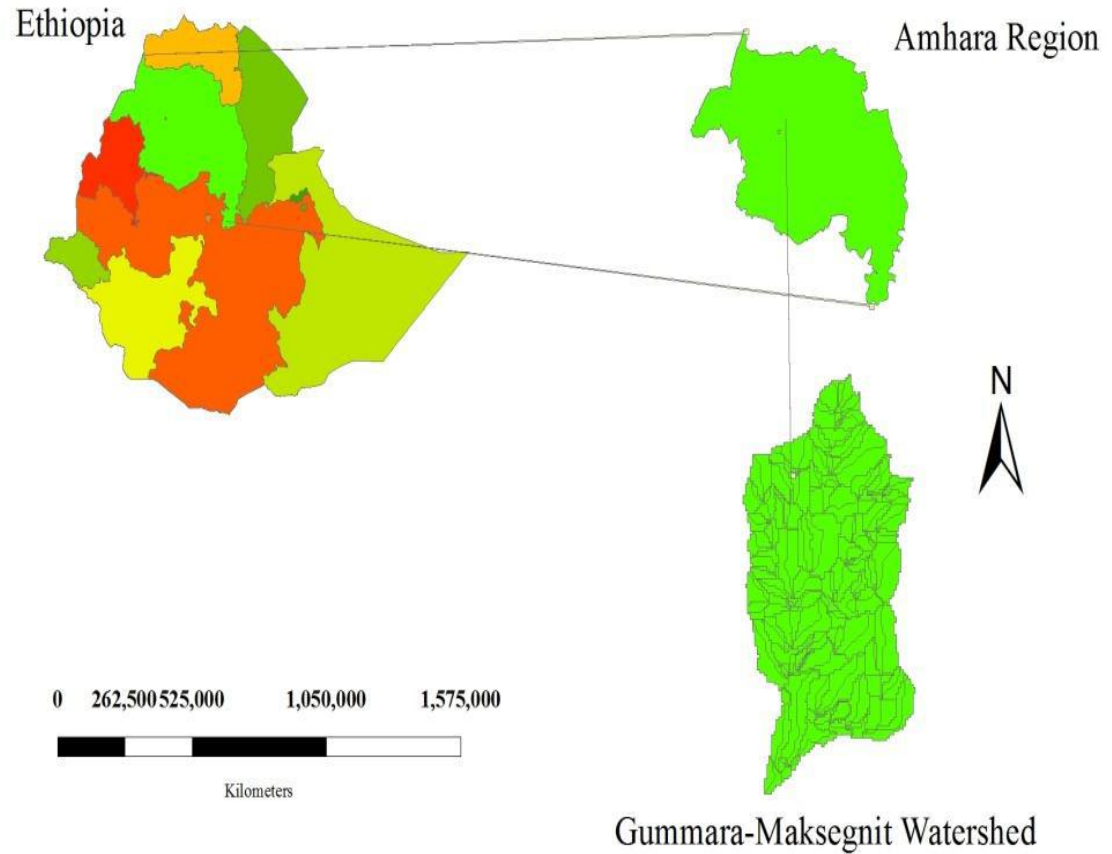 Ethiopia
Amhara Region
N
0 262,500 525,000 1,050,000 1,575,000
Kilometers
Gummara-Maksegnit Watershed